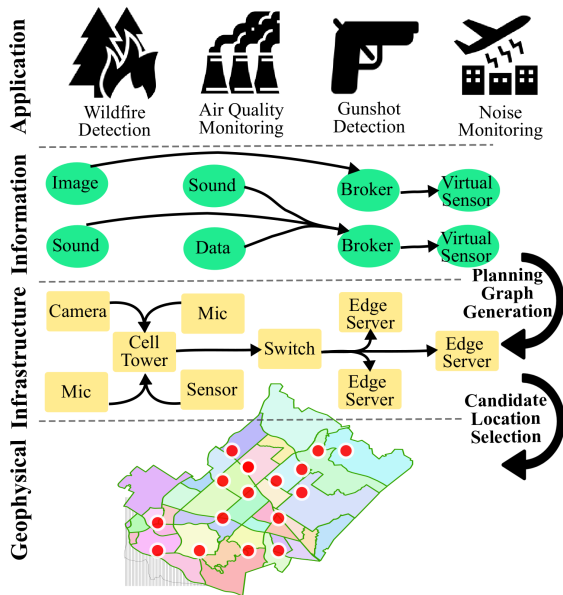 Application
Wildfire
Detection
Air Quality
Monitoring
Gunshot
Detection
Noise
Monitoring
Information
Image
Sound
Broker
Virtual
Sensor
Sound
Data
Broker
Virtual
Sensor
Planning
Graph
Generation
Infrastructure
Camera
Mic
Cell
Tower
Mic
Sensor
Switch
Edge
Server
Edge
Server
Edge
Server
Candidate
Location
Selection
Geophysical